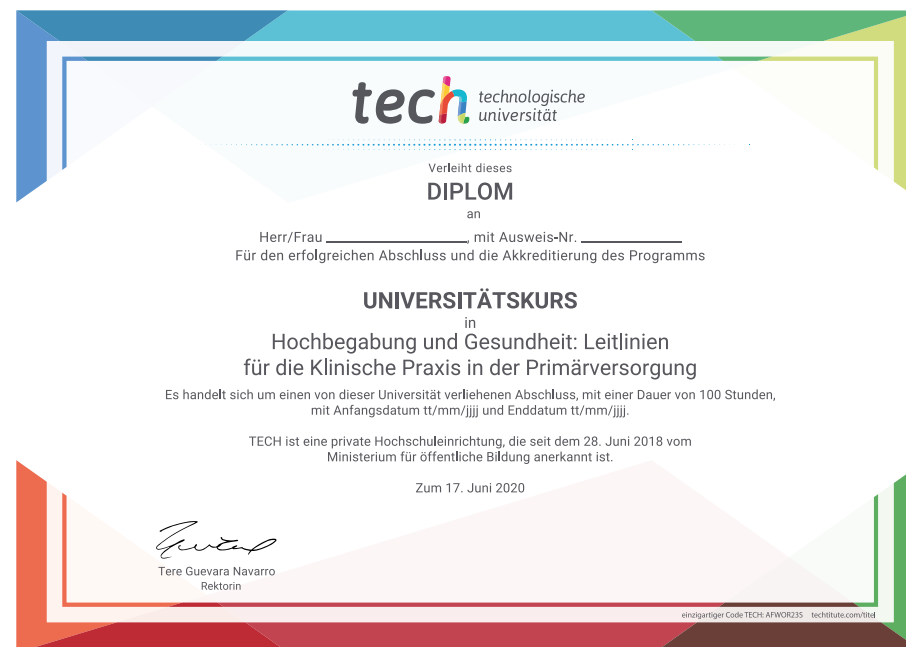 tech technologische
universität
Verleiht dieses
DIPLOM
an
Herr/Frau ____________________, mit Ausweis-Nr. ______________
Für den erfolgreichen Abschluss und die Akkreditierung des Programms
UNIVERSITÄTSKURS
in
Hochbegabung und Gesundheit: Leitlinien
für die Klinische Praxis in der Primärversorgung
Es handelt sich um einen von dieser Universität verliehenen Abschluss, mit einer Dauer von 100 Stunden,
mit Anfangsdatum tt/mm/jjjj und Enddatum tt/mm/jjjj.
TECH ist eine private Hochschuleinrichtung, die seit dem 28. Juni 2018 vom
Ministerium für öffentliche Bildung anerkannt ist.
Zum 17. Juni 2020
Tere Guevara Navarro
Rektorin
einzigartiger Code TECH: AFWOR23S techtitute.com/titel